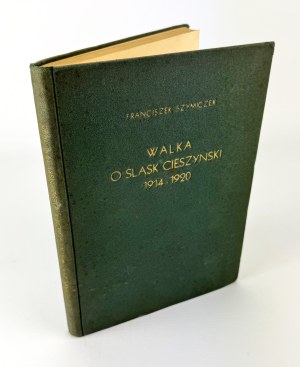 FRANCISZEK SZYMICZEK
WALKA
O ŚLĄSK CIESZYŃSKI
1914-1920